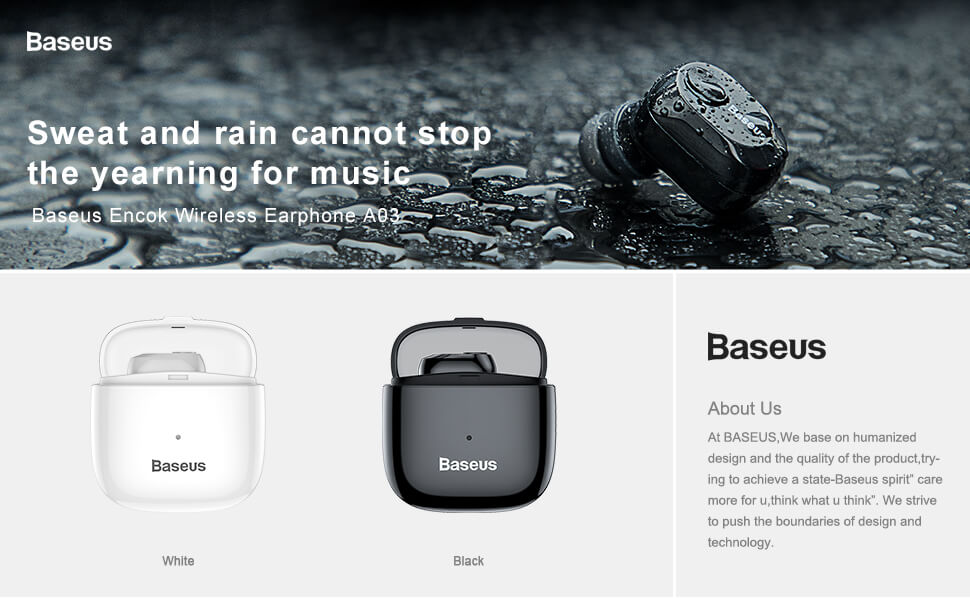 Baseus
Sweat and rain cannot stop
the yearning for music
Baseus Encok Wireless Earphone A03
Baseus
Baseus
Baseus
White
Black
Baseus
About Us
At BASEUS,We base on humanized
design and the quality of the product,try-
ing to achieve a state-Baseus spirit" care
more for u,think what u think". We strive
to push the boundaries of design and
technology.